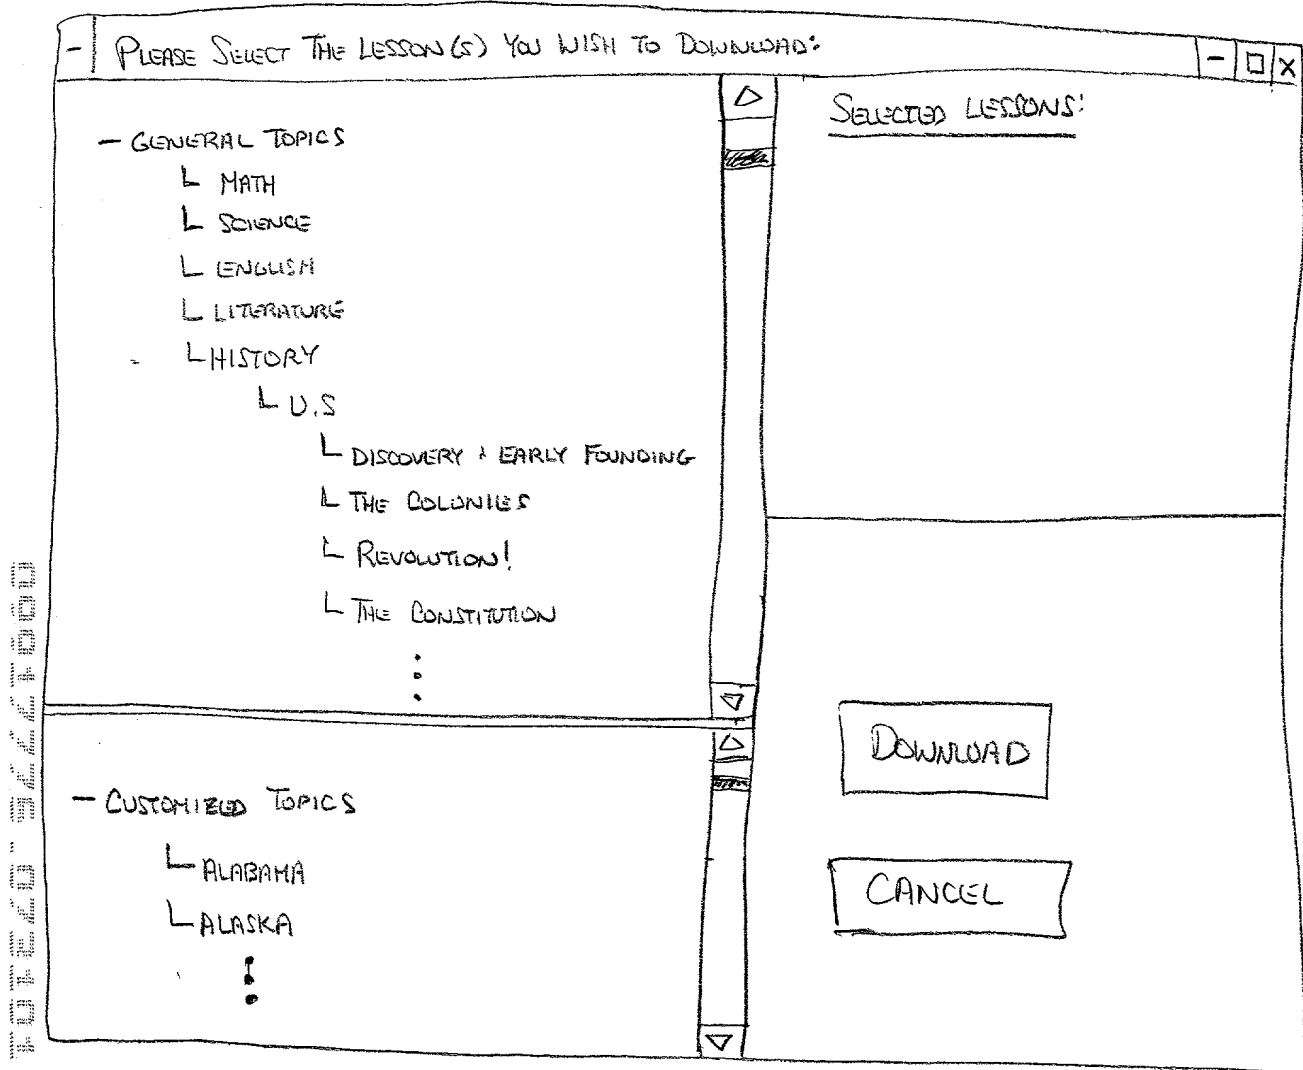 PLEASE SELECT THE LESSON(S) YOU WISH TO DOWNLOAD:
- GENERAL TOPICS
MATH
SCIENCE
ENGLISH
LITERATURE
HISTORY
U.S
DISCOVERY & EARLY FOUNDING
THE COLONIES
REVOLUTION!
THE CONSTITUTION
- CUSTOMIZED TOPICS
ALABAMA
ALASKA
SELECTED LESSONS:
DOWNLOAD
CANCEL